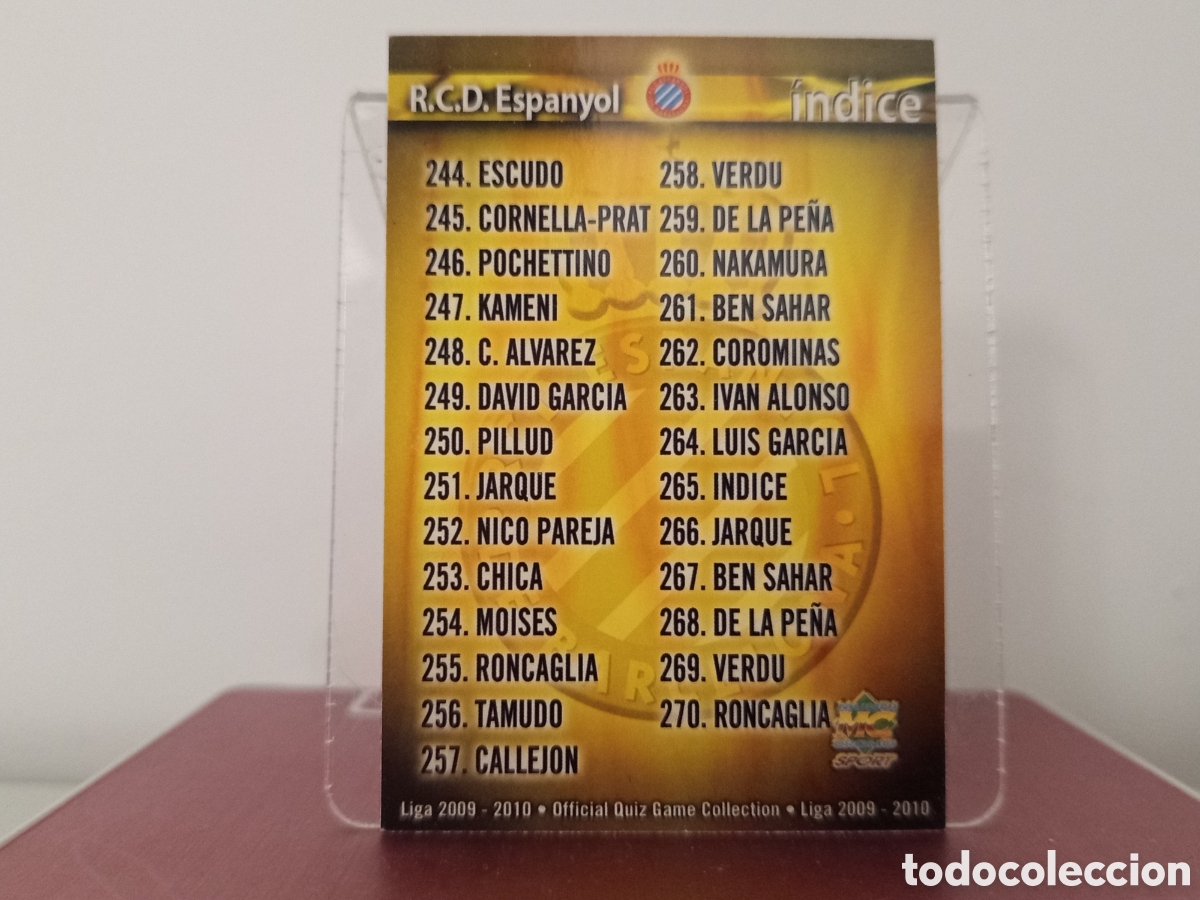 R.C.D. Espanyol
índice
244. ESCUDO
245. CORNELLA-PRAT
246. POCHETTINO
247. KAMENI
248. C. ALVAREZ
249. DAVID GARCIA
250. PILLUD
251. JARQUE
252. NICO PAREJA
253. CHICA
254. MOISES
255. RONCAGLIA
256. TAMUDO
257. CALLEJON
258. VERDU
259. DE LA PEÑA
260. NAKAMURA
261. BEN SAHAR
262. COROMINAS
263. IVAN ALONSO
264. LUIS GARCIA
265. INDICE
266. JARQUE
267. BEN SAHAR
268. DE LA PEÑA
269. VERDU
270. RONCAGLIA
MC
SPORT
Liga 2009 - 2010 • Official Quiz Game Collection • Liga 2009 - 2010
todocoleccion